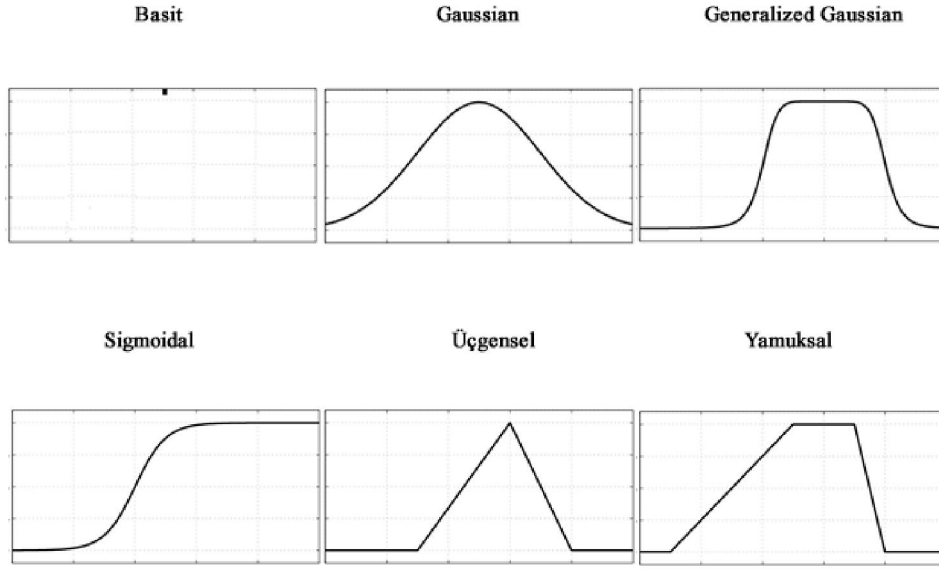 Basit
Gaussian
Generalized Gaussian
Sigmoidal
Üçgensel
Yamuksal